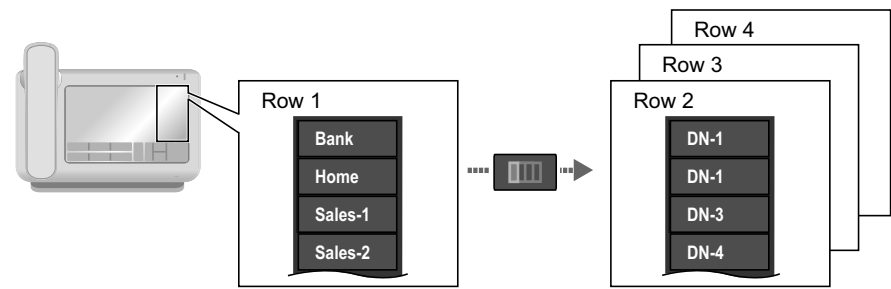 Row 1
Bank
Home
Sales-1
Sales-2
Row 4
Row 3
Row 2
DN-1
DN-1
DN-3
DN-4